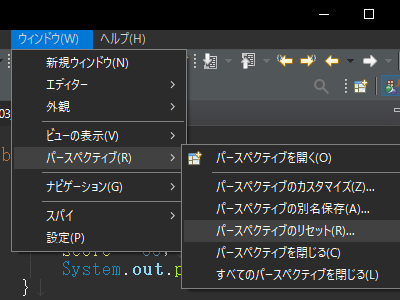 ウィンドウ(W) ヘルプ(H)
新規ウィンドウ(N)
エディター
外観
ビューの表示(V)
パースペクティブ(R)
ナビゲーション(G)
スパイ
設定(P)
パースペクティブを開く(O)
パースペクティブのカスタマイズ(Z)...
パースペクティブの別名保存(A)...
パースペクティブのリセット(R)...
パースペクティブを閉じる(C)
すべてのパースペクティブを閉じる(L)
03
b
System.out.p
}